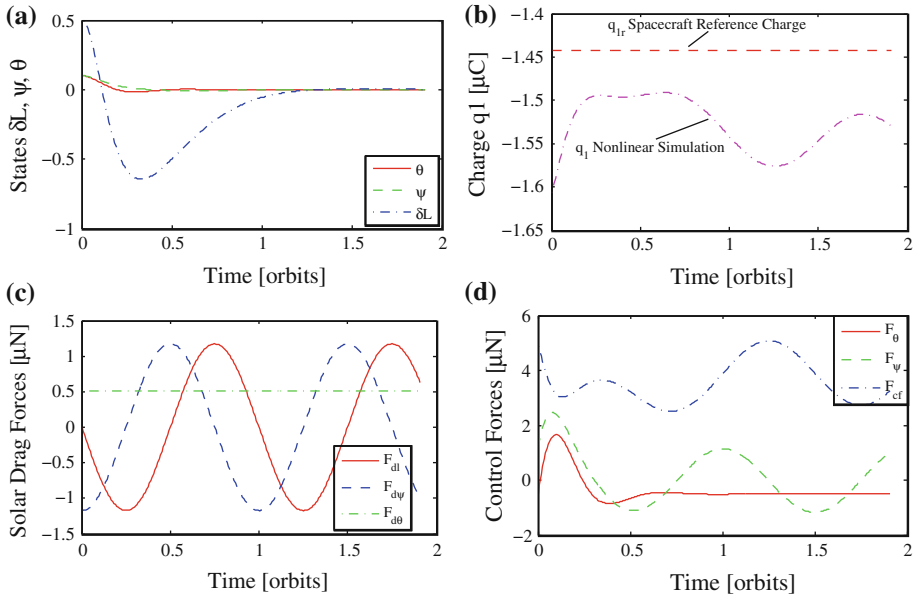 (a)
States δL, ψ, θ
0.5
0
−0.5
−1
0
0.5
1
1.5
2
Time [orbits]
θ
ψ
δL
(b)
Charge q1 [μC]
−1.4
−1.45
−1.5
−1.55
−1.6
−1.65
0
0.5
1
1.5
2
Time [orbits]
q1r Spacecraft Reference Charge
q1 Nonlinear Simulation
(c)
Solar Drag Forces [μN]
1.5
1
0.5
0
−0.5
−1
−1.5
0
0.5
1
1.5
2
Time [orbits]
Fdl
Fdψ
Fdθ
(d)
Control Forces [μN]
6
4
2
0
−2
0
0.5
1
1.5
2
Time [orbits]
Fθ
Fψ
Fcf